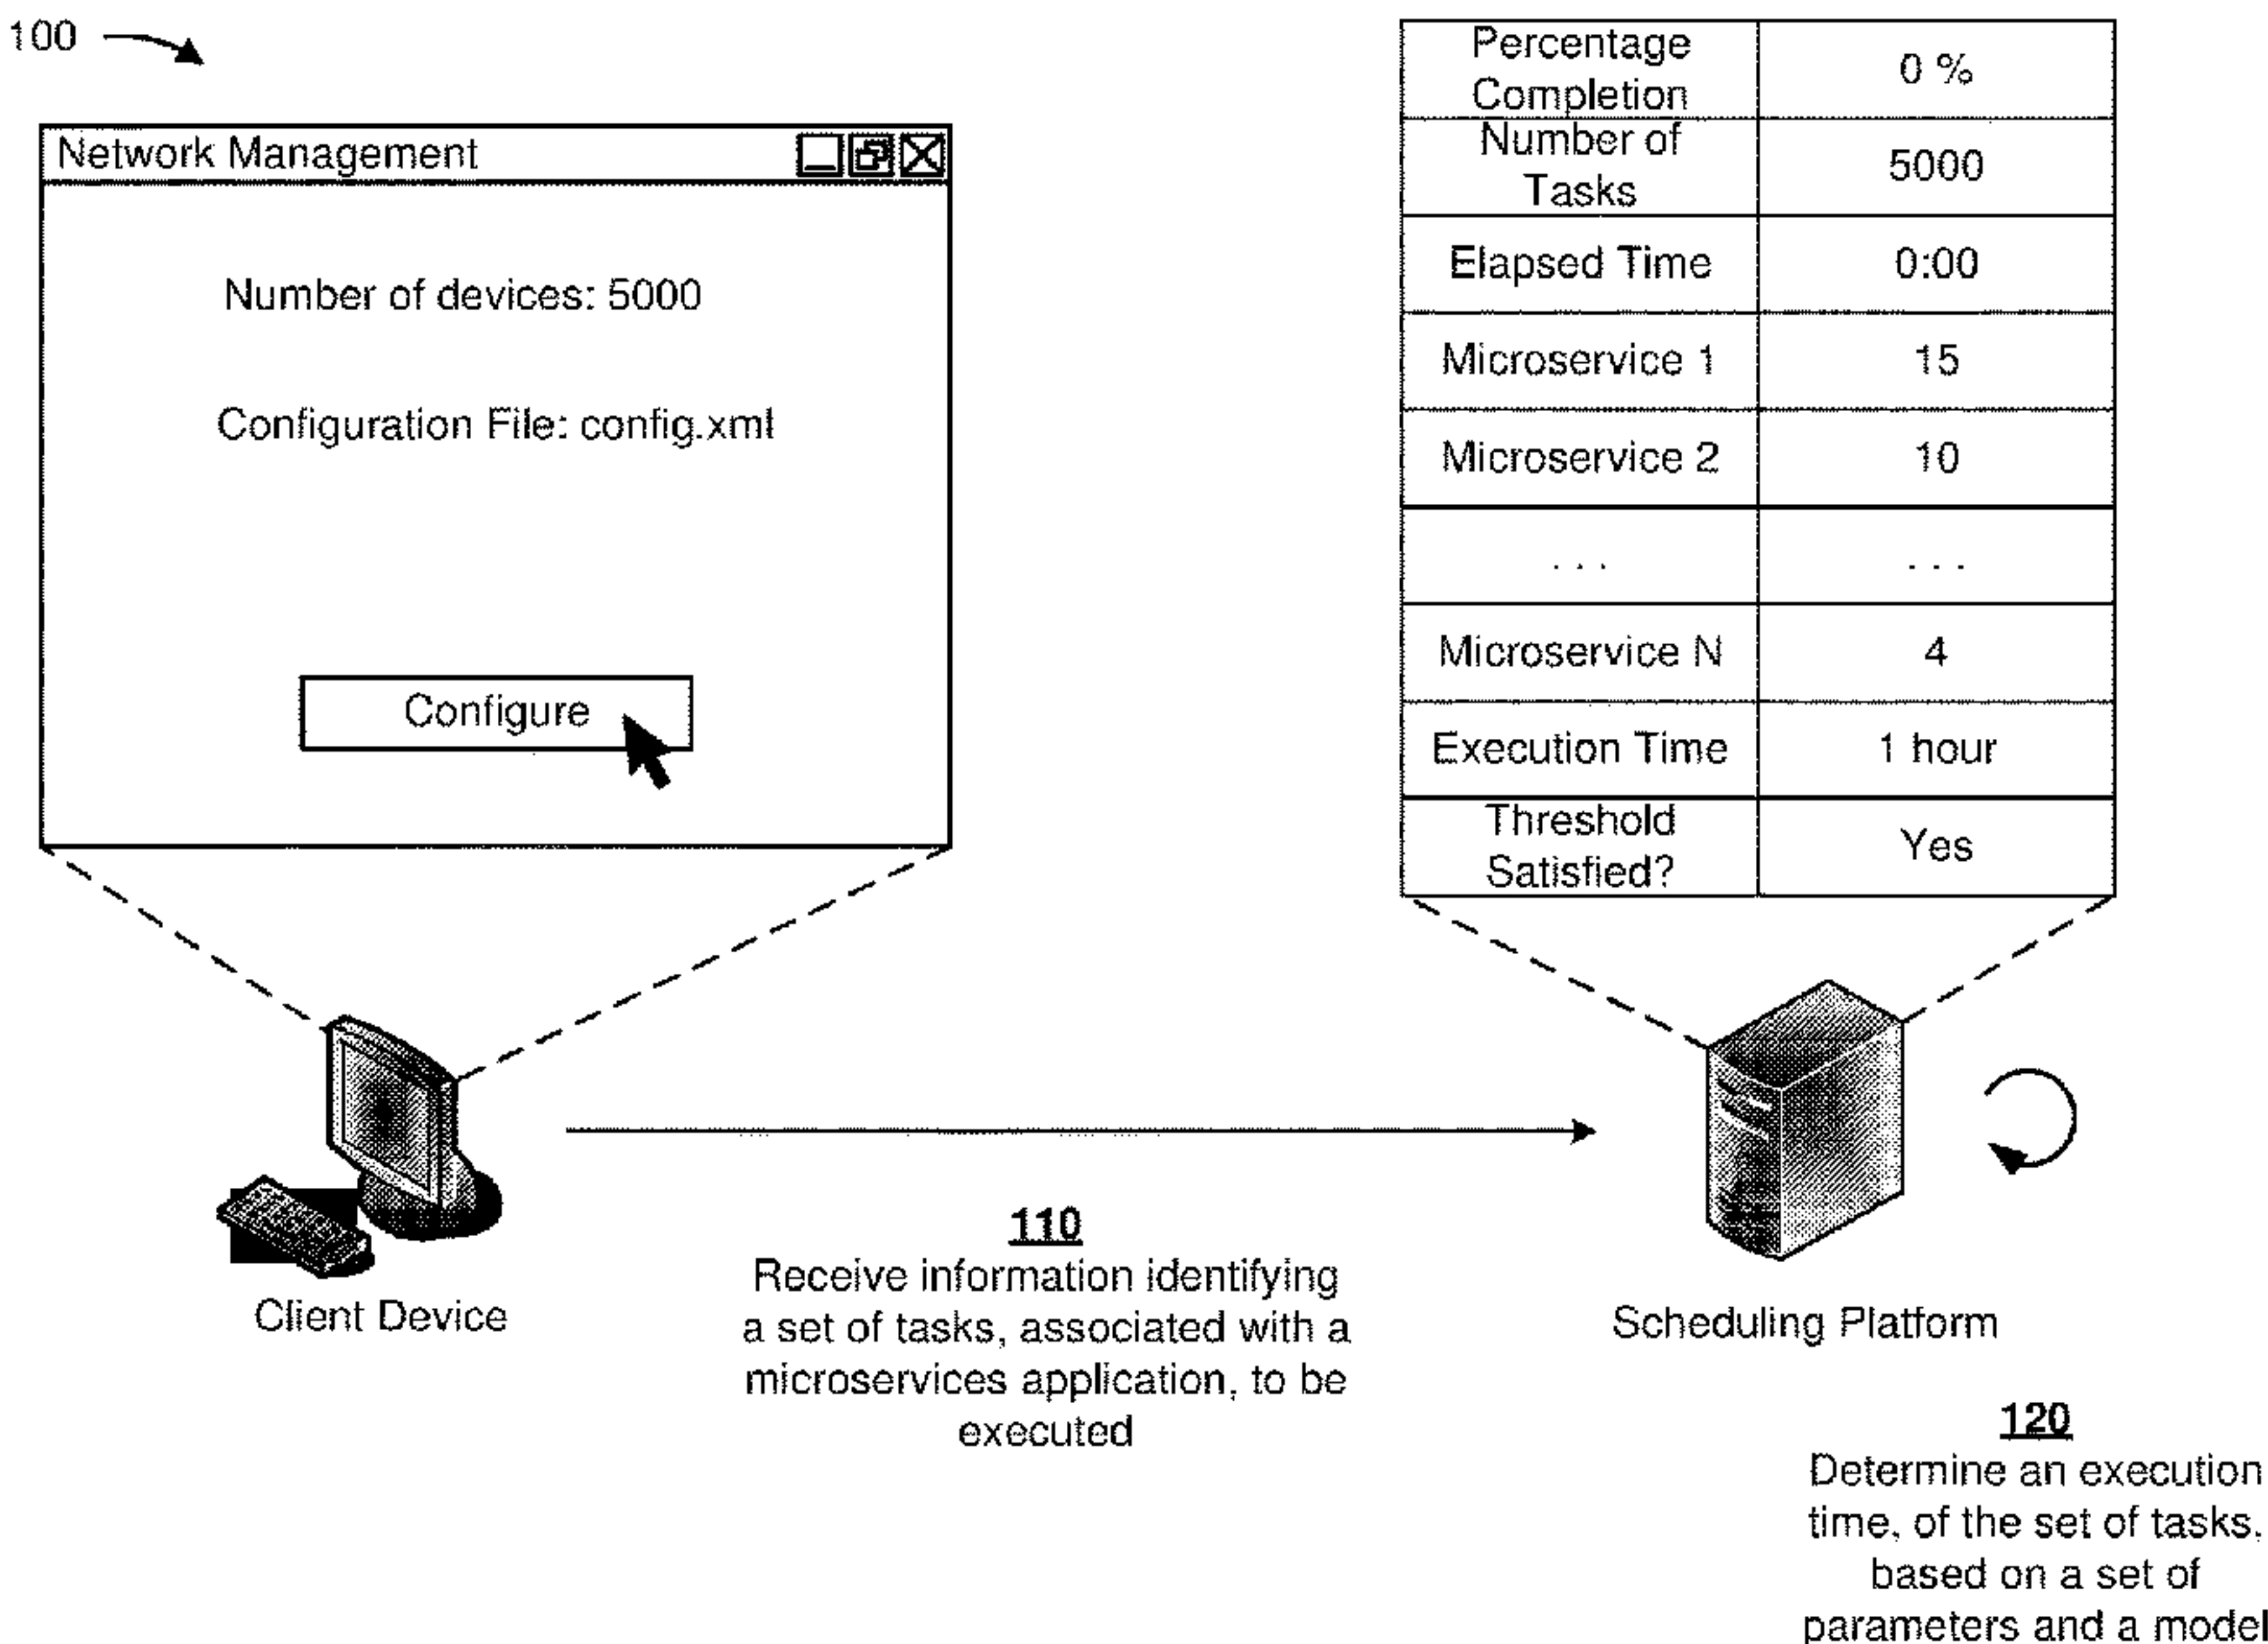 100
Network Management
Number of devices: 5000
Configuration File: config.xml
Configure
Percentage
Completion
0 %
Number of
Tasks
5000
Elapsed Time
0:00
Microservice 1
15
Microservice 2
10
. . .
. . .
Microservice N
4
Execution Time
1 hour
Threshold
Satisfied?
Yes
Client Device
110
Receive information identifying
a set of tasks, associated with a
microservices application, to be
executed
Scheduling Platform
120
Determine an execution
time, of the set of tasks,
based on a set of
parameters and a model